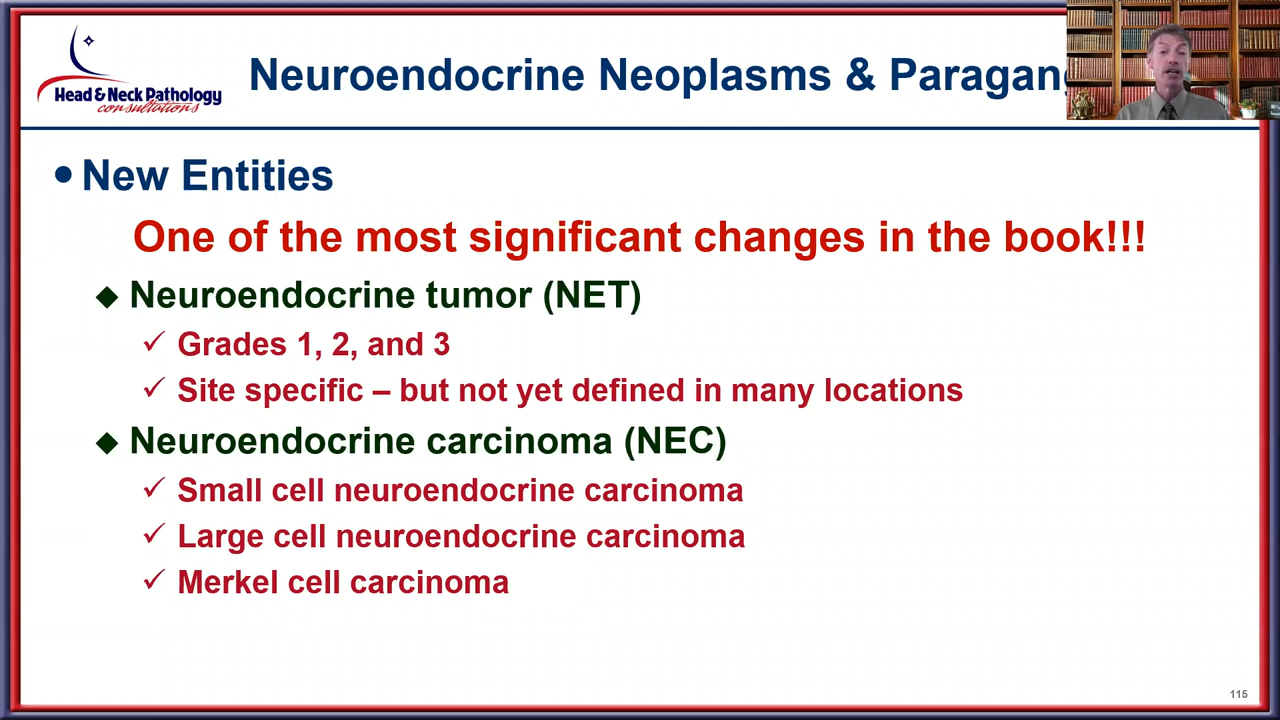 Head & Neck Pathology
consultations
Neuroendocrine Neoplasms &
• New Entities
One of the most significant changes in the book!!!
◆ Neuroendocrine tumor (NET)
✓ Grades 1, 2, and 3
✓ Site specific – but not yet defined in many locations
◆ Neuroendocrine carcinoma (NEC)
✓ Small cell neuroendocrine carcinoma
✓ Large cell neuroendocrine carcinoma
✓ Merkel cell carcinoma
115